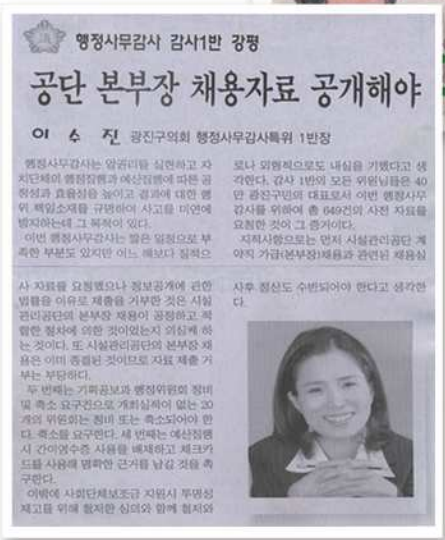 행정사무감사 감사1반 강평
공단 본부장 채용자료 공개해야
이 수 진 광진구의회 행정사무감사특위 1반장
행정사무감사는 알권리를 실현하고 자
치단체의 행정집행과 예산집행에 따른 공
정성과 효율성을 높이고 결과에 대한 행
위 책임소재를 규명하여 사고를 미연에
방지하는데 그 목적이 있다.
이번 행정사무감사는 짧은 일정으로 부
족한 부분도 있지만 어느 해보다 질적으
로나 외형적으로도 내실을 기했다고 생
각한다. 감사 1반의 모든 위원님들은 40
만 광진구민의 대표로서 이번 행정사무
감사를 위하여 총 649건의 사전 자료를
요청한 것이 그 증거이다.
지적사항으로는 먼저 시설관리공단 계
약직 가급(본부장)채용과 관련된 채용심
사 자료를 요청했으나 정보공개에 관한
법률을 이유로 제출을 거부한 것은 시설
관리공단의 본부장 채용이 공정하고 적
합한 절차에 의한 것이었는지 의심케 하
는 것이다. 또 시설관리공단의 본부장 채
용은 이미 종결된 것이므로 자료 제출 거
부는 부당하다.
두 번째는 기획공보과 행정위원회 정비
및 축소 요구건으로 개최실적이 없는 20
개의 위원회는 정비 또는 축소되어야 한
다. 축소를 요구한다. 세 번째는 예산집행
시 간이영수증 사용을 배제하고 체크카
드를 사용해 명확한 근거를 남길 것을 촉
구한다.
이밖에 사회단체보조금 지원시 투명성
제고를 위해 철저한 심의와 함께 철저와
사후 정산도 수반되어야 한다고 생각한
다.